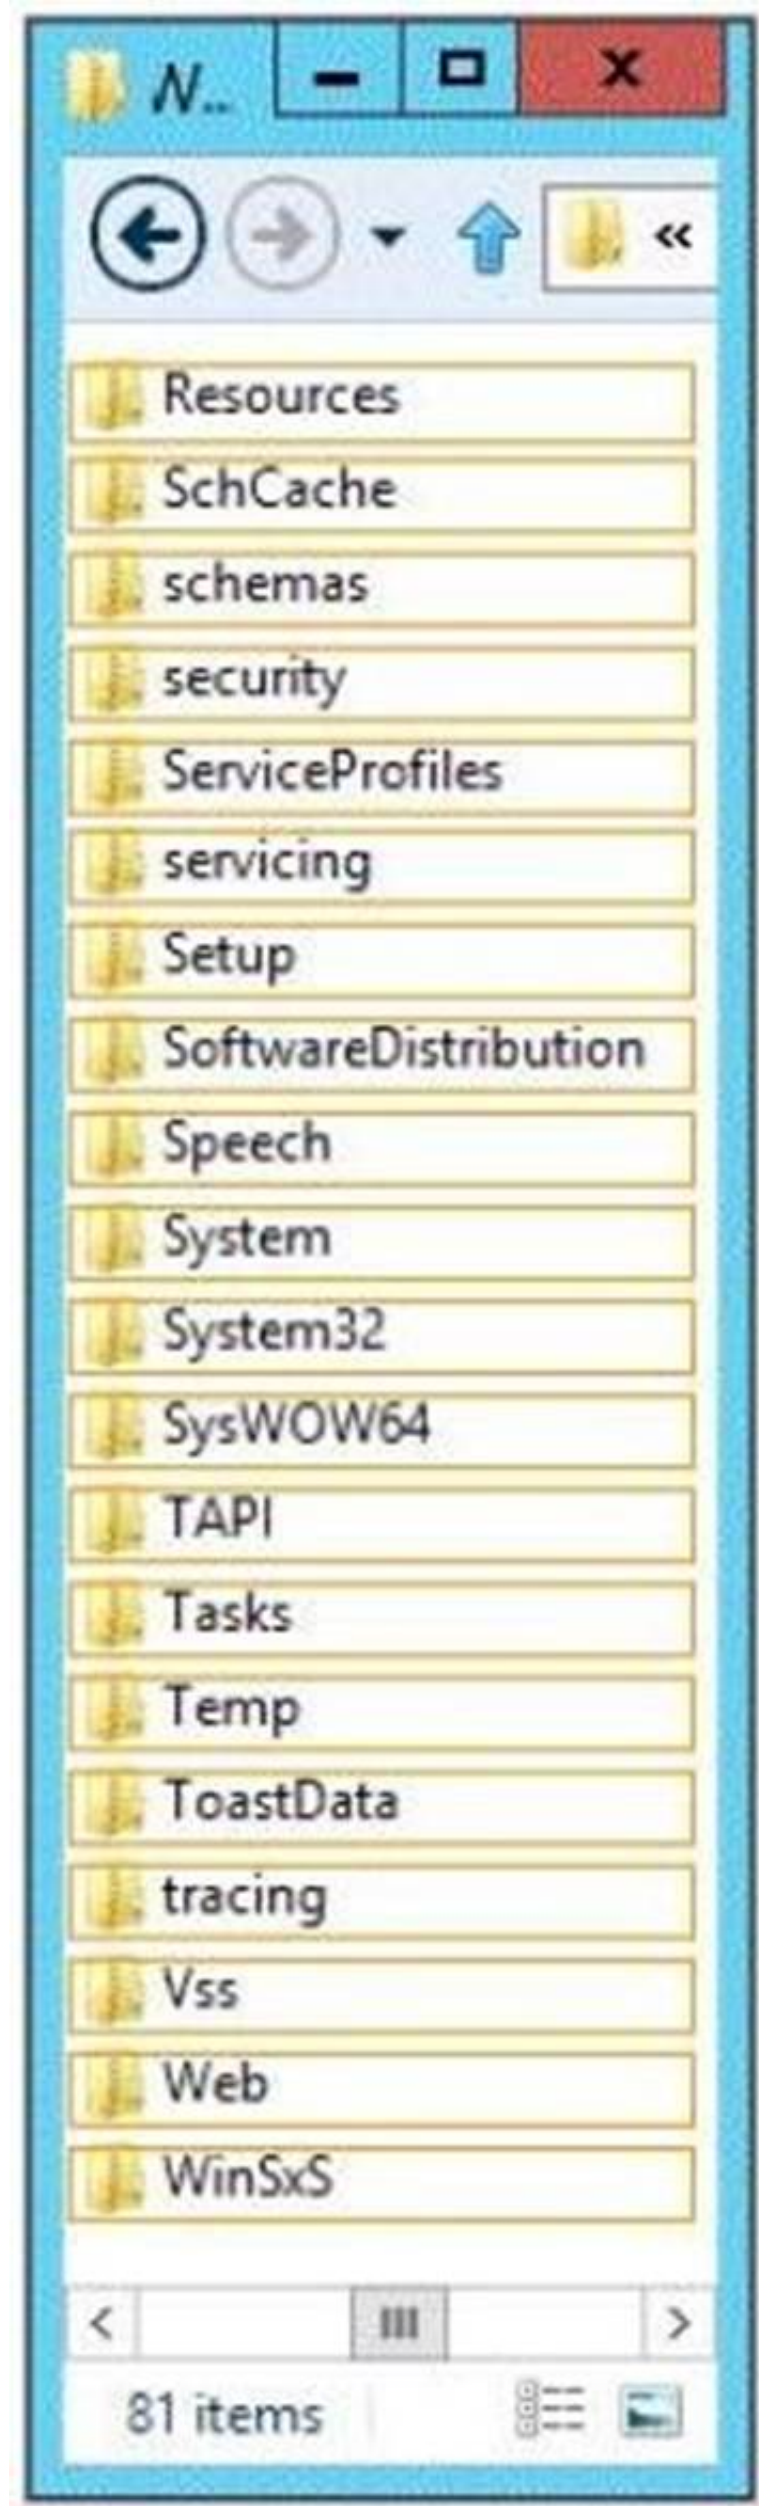 N...
«
Resources
SchCache
schemas
security
ServiceProfiles
servicing
Setup
SoftwareDistribution
Speech
System
System32
SysWOW64
TAPI
Tasks
Temp
ToastData
tracing
Vss
Web
WinSxS
81 items